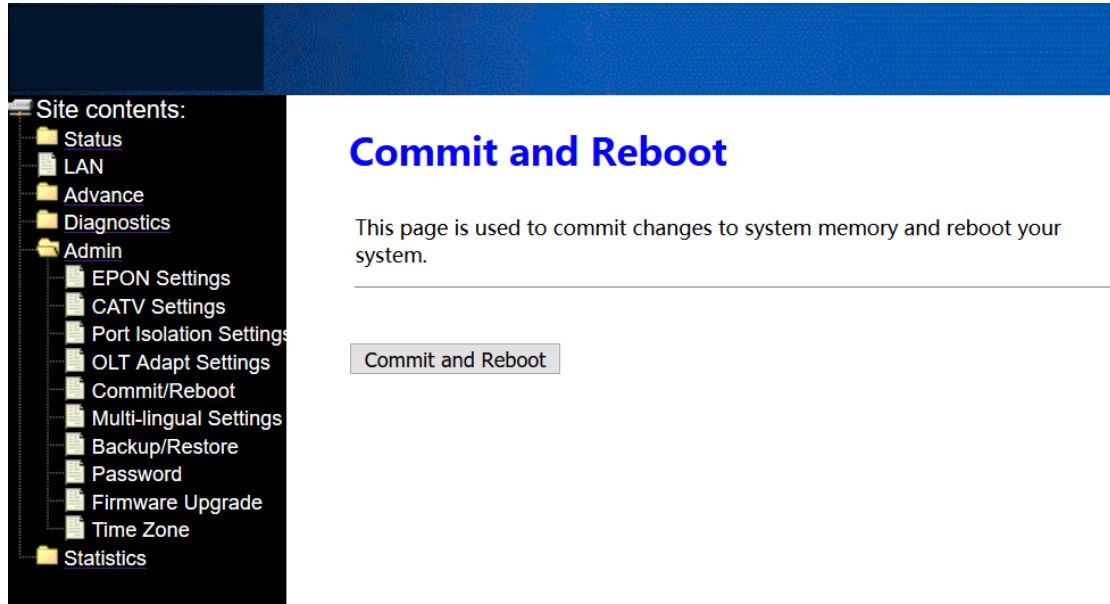 Site contents:
Status
LAN
Advance
Diagnostics
Admin
EPON Settings
CATV Settings
Port Isolation Settings
OLT Adapt Settings
Commit/Reboot
Multi-lingual Settings
Backup/Restore
Password
Firmware Upgrade
Time Zone
Statistics
Commit and Reboot
This page is used to commit changes to system memory and reboot your
system.
Commit and Reboot